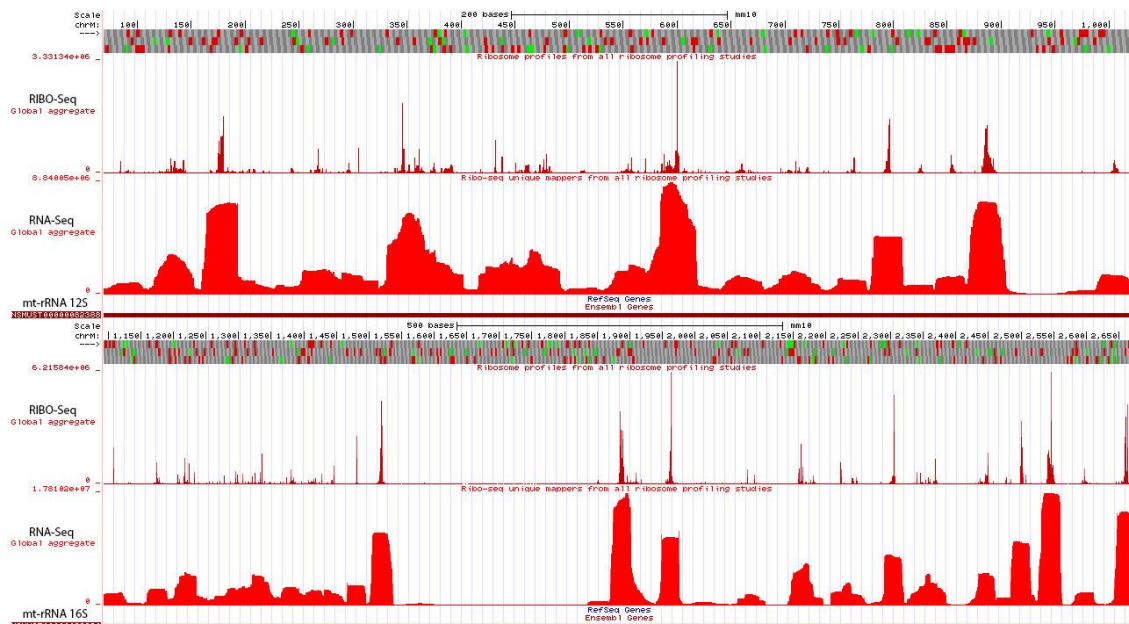 Scale 200 bases mm10
chrM: 100 150 200 250 300 350 400 450 500 550 600 650 700 750 800 850 900 950 1,000
--->
Ribosome profiles from all ribosome profiling studies
3.33134e+06
RIBO-Seq
Global aggregate
0
Ribo-seq unique mappers from all ribosome profiling studies
8.84005e+06
RNA-Seq
Global aggregate
0
RefSeq Genes
mt-rRNA 12S
Ensembl Genes
NSMUST00000082388
Scale 500 bases mm10
chrM: 1,150 1,200 1,250 1,300 1,350 1,400 1,450 1,500 1,550 1,600 1,650 1,700 1,750 1,800 1,850 1,900 1,950 2,000 2,050 2,100 2,150 2,200 2,250 2,300 2,350 2,400 2,450 2,500 2,550 2,600 2,650
--->
Ribosome profiles from all ribosome profiling studies
6.21584e+06
RIBO-Seq
Global aggregate
0
Ribo-seq unique mappers from all ribosome profiling studies
1.78102e+07
RNA-Seq
Global aggregate
0
RefSeq Genes
mt-rRNA 16S
Ensembl Genes